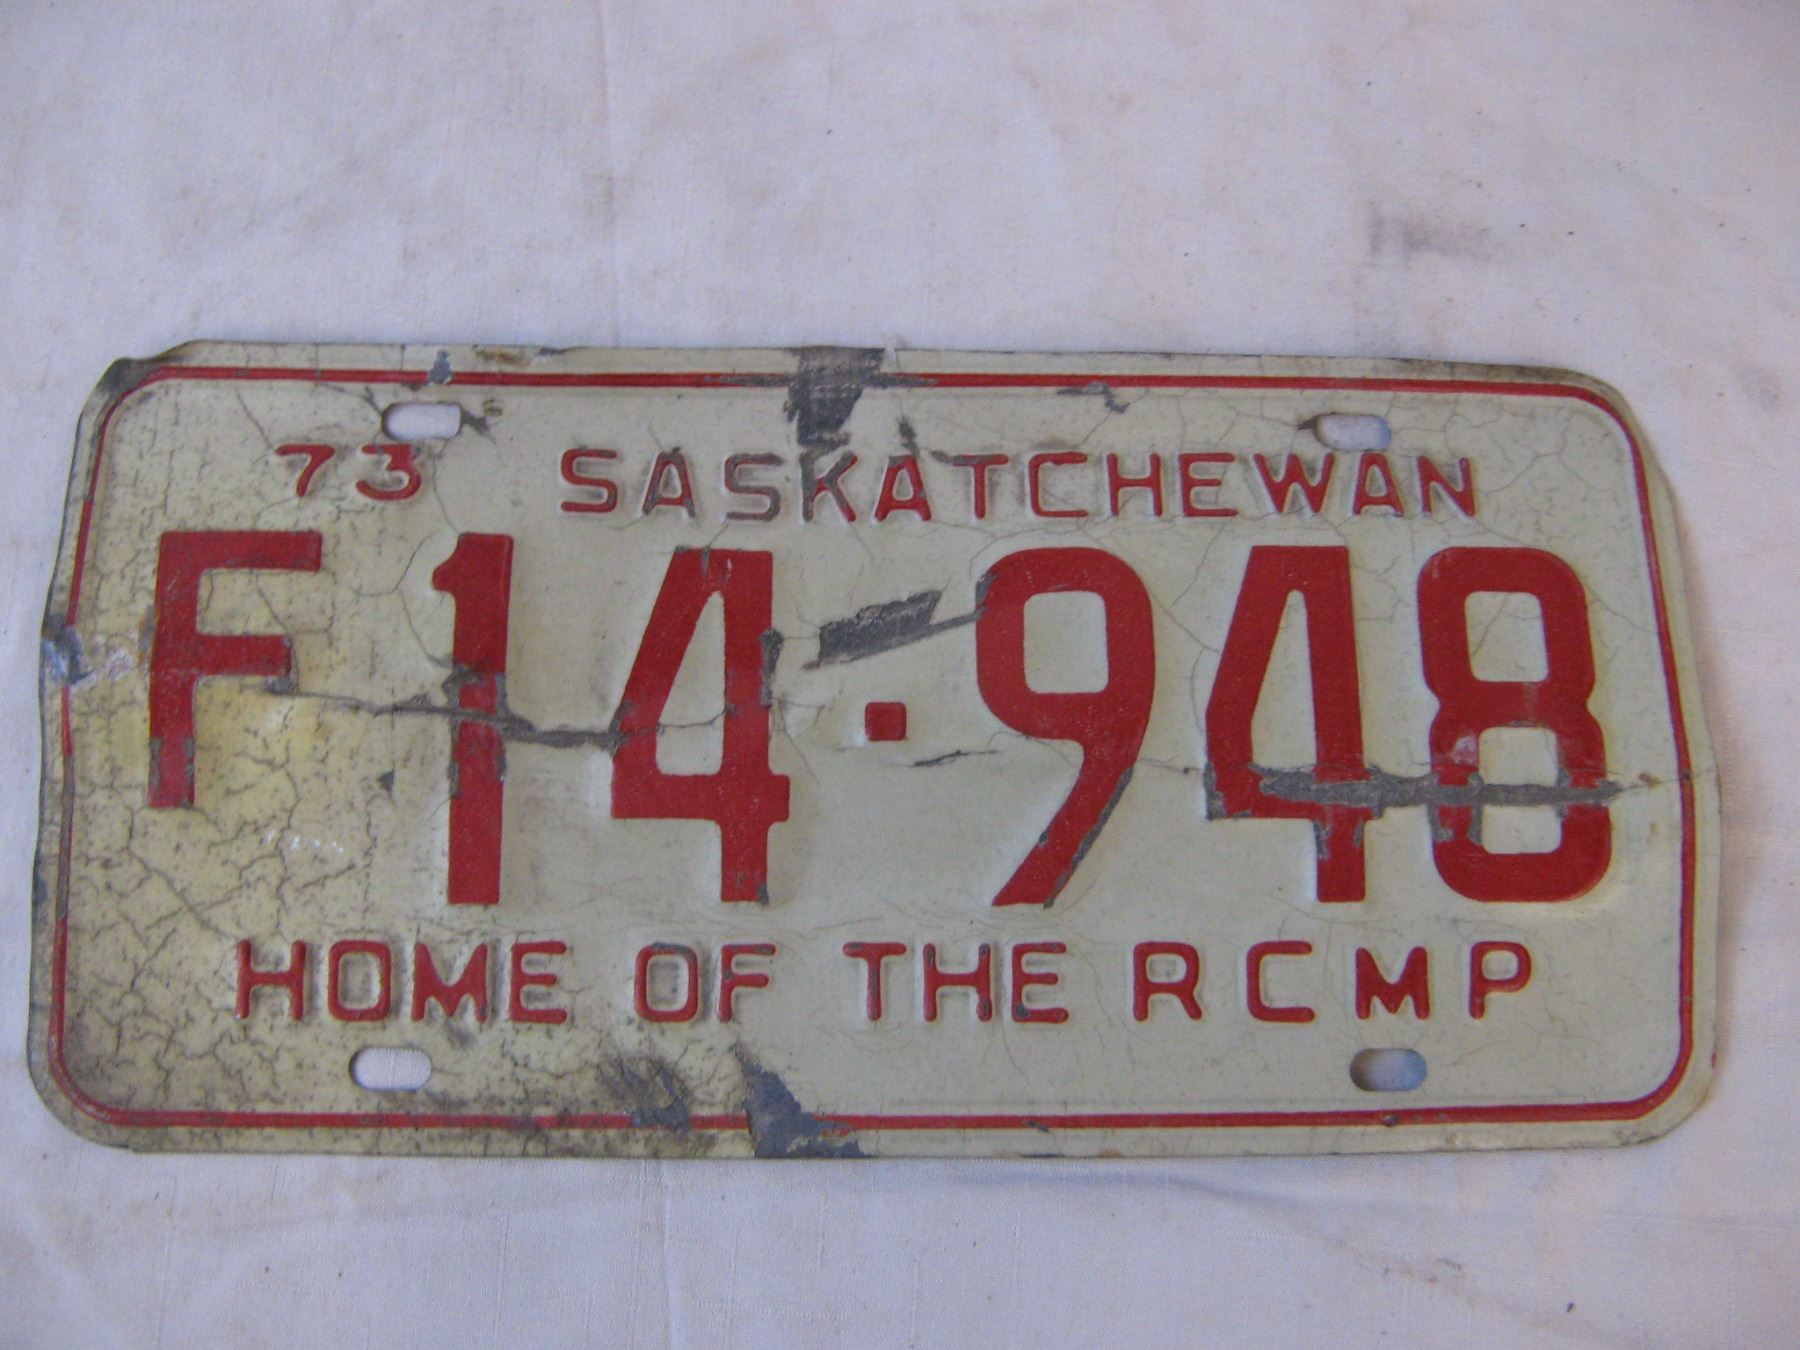 73 SASKATCHEWAN
F14·948
HOME OF THE RCMP